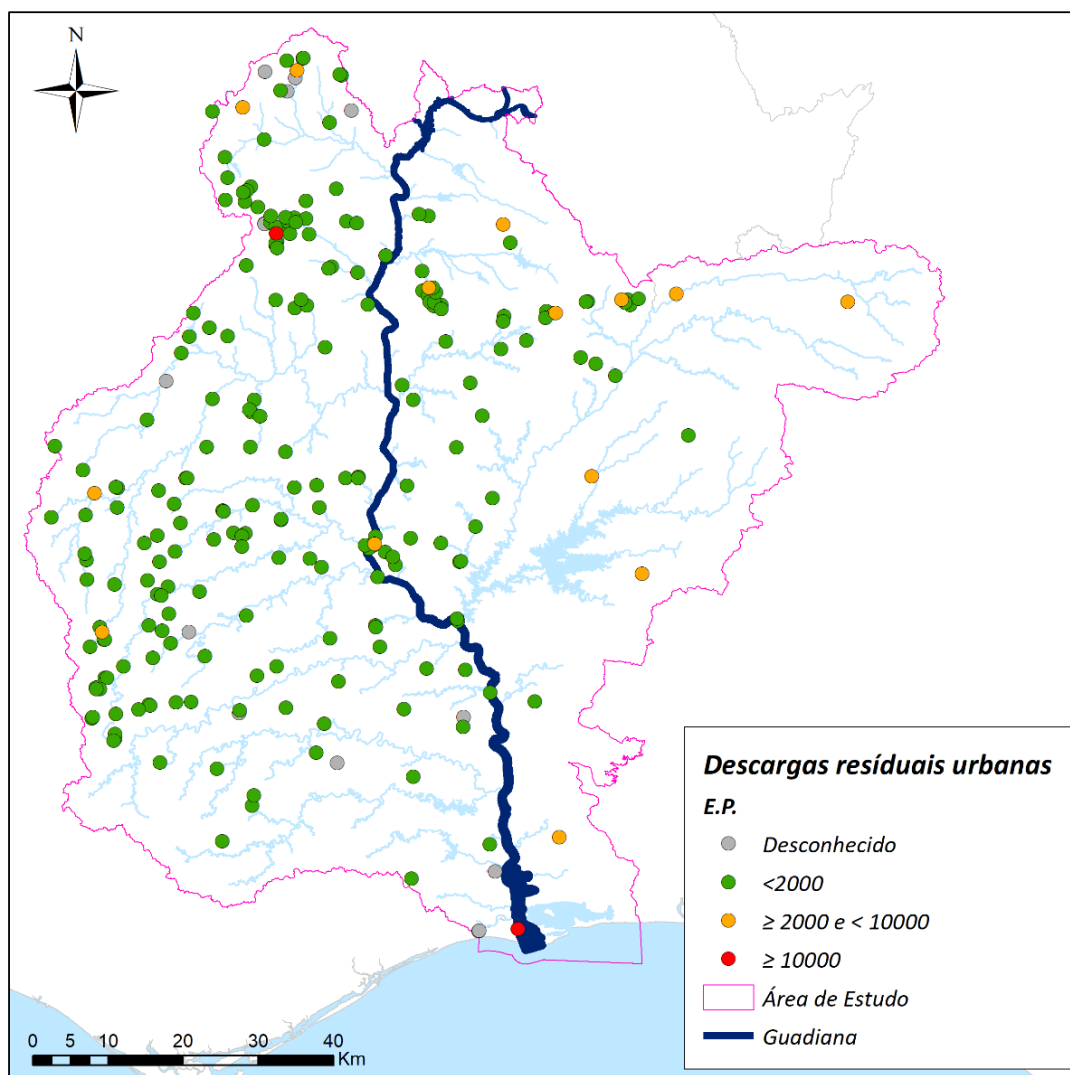 N
Descargas resíduais urbanas
E.P.
Desconhecido
<2000
≥ 2000 e < 10000
≥ 10000
Área de Estudo
Guadiana
0 5 10 20 30 40
Km